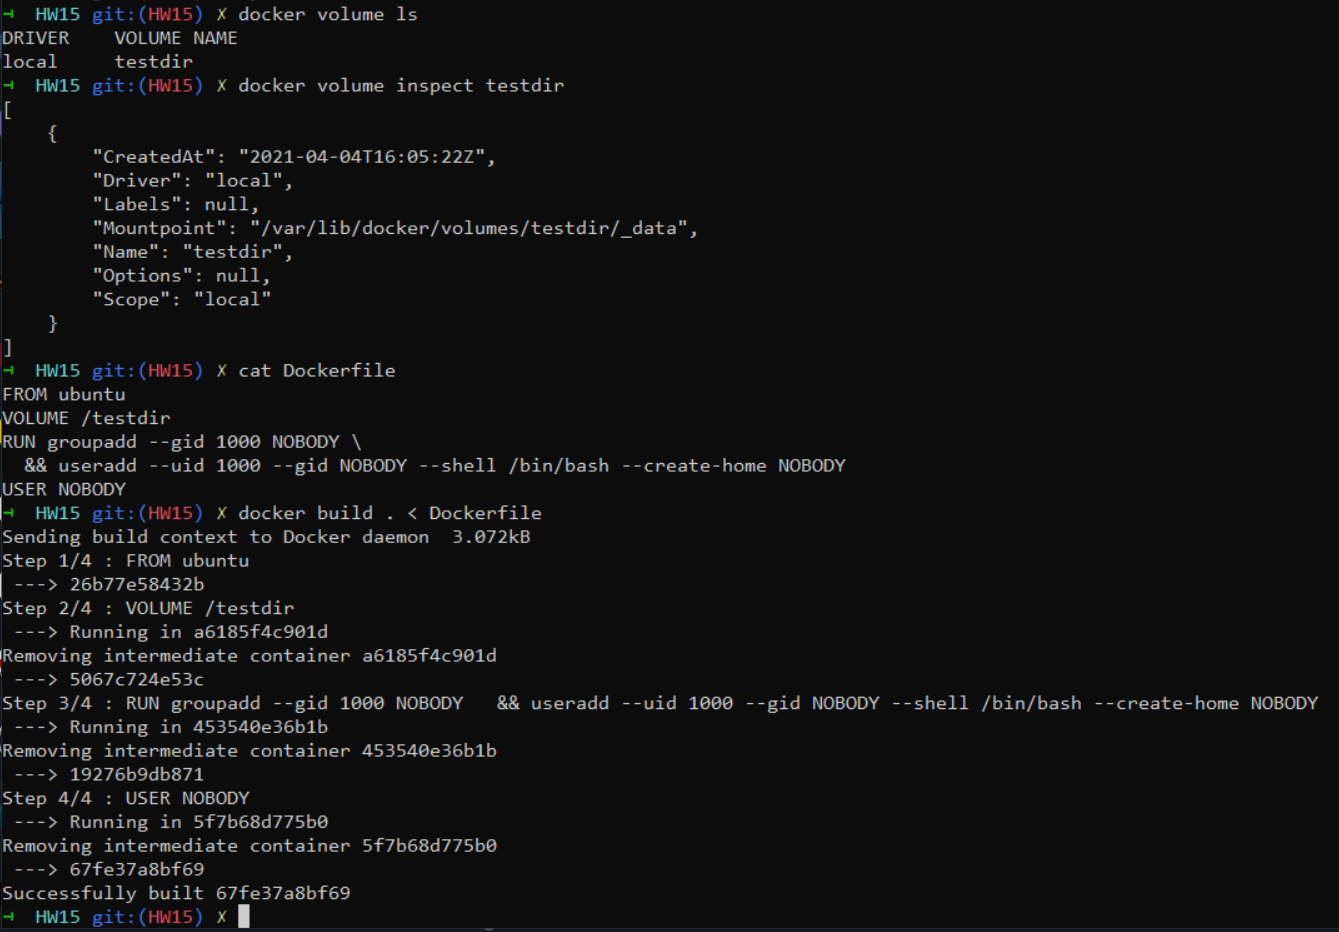 → HW15 git:(HW15) ✗ docker volume ls
DRIVER    VOLUME NAME
local     testdir
→ HW15 git:(HW15) ✗ docker volume inspect testdir
[
    {
        "CreatedAt": "2021-04-04T16:05:22Z",
        "Driver": "local",
        "Labels": null,
        "Mountpoint": "/var/lib/docker/volumes/testdir/_data",
        "Name": "testdir",
        "Options": null,
        "Scope": "local"
    }
]
→ HW15 git:(HW15) ✗ cat Dockerfile
FROM ubuntu
VOLUME /testdir
RUN groupadd --gid 1000 NOBODY \
  && useradd --uid 1000 --gid NOBODY --shell /bin/bash --create-home NOBODY
USER NOBODY
→ HW15 git:(HW15) ✗ docker build . < Dockerfile
Sending build context to Docker daemon  3.072kB
Step 1/4 : FROM ubuntu
 ---> 26b77e58432b
Step 2/4 : VOLUME /testdir
 ---> Running in a6185f4c901d
Removing intermediate container a6185f4c901d
 ---> 5067c724e53c
Step 3/4 : RUN groupadd --gid 1000 NOBODY   && useradd --uid 1000 --gid NOBODY --shell /bin/bash --create-home NOBODY
 ---> Running in 453540e36b1b
Removing intermediate container 453540e36b1b
 ---> 19276b9db871
Step 4/4 : USER NOBODY
 ---> Running in 5f7b68d775b0
Removing intermediate container 5f7b68d775b0
 ---> 67fe37a8bf69
Successfully built 67fe37a8bf69
→ HW15 git:(HW15) ✗